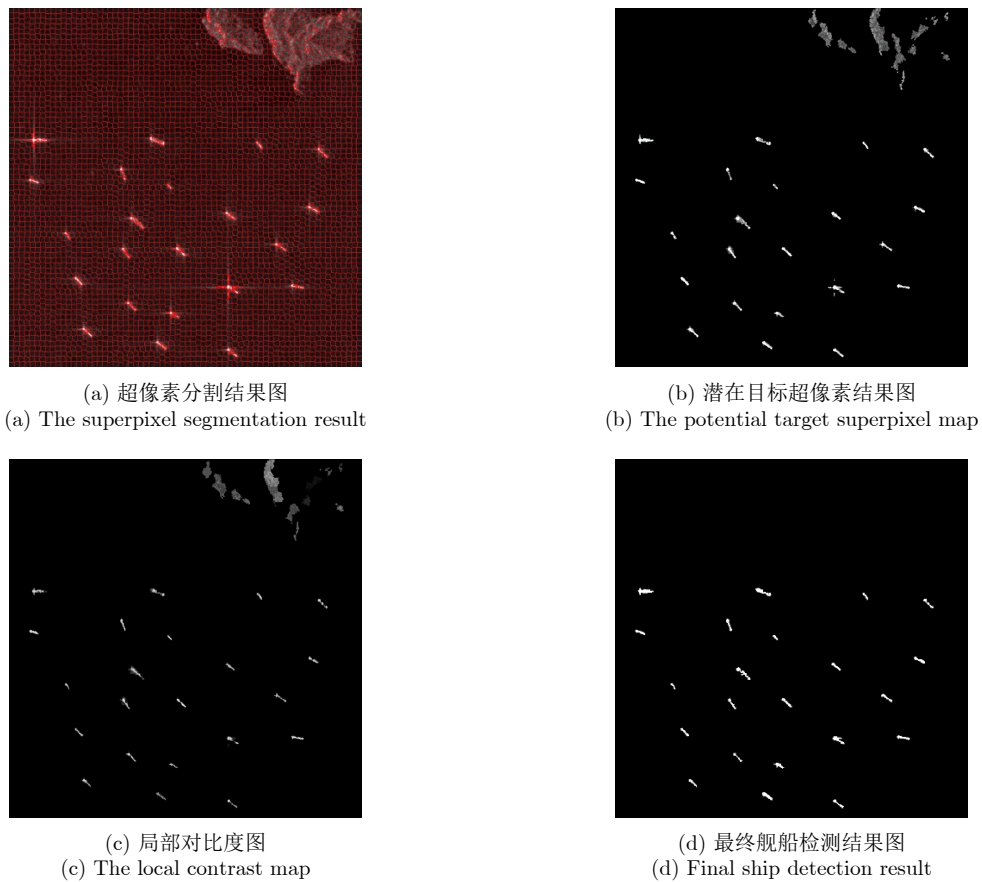 (a) 超像素分割结果图
(a) The superpixel segmentation result
(b) 潜在目标超像素结果图
(b) The potential target superpixel map
(c) 局部对比度图
(c) The local contrast map
(d) 最终舰船检测结果图
(d) Final ship detection result